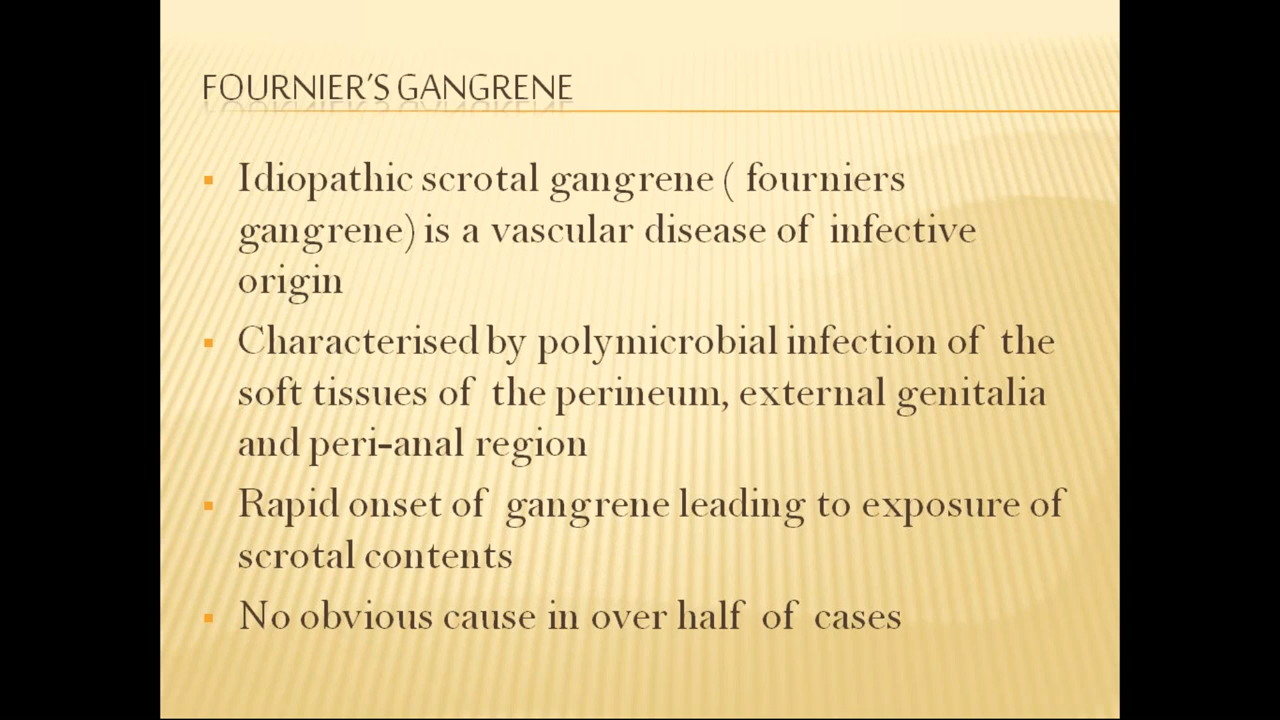 FOURNIER'S GANGRENE
Idiopathic scrotal gangrene ( fourniers
gangrene) is a vascular disease of infective
origin
Characterised by polymicrobial infection of the
soft tissues of the perineum, external genitalia
and peri-anal region
Rapid onset of gangrene leading to exposure of
scrotal contents
No obvious cause in over half of cases